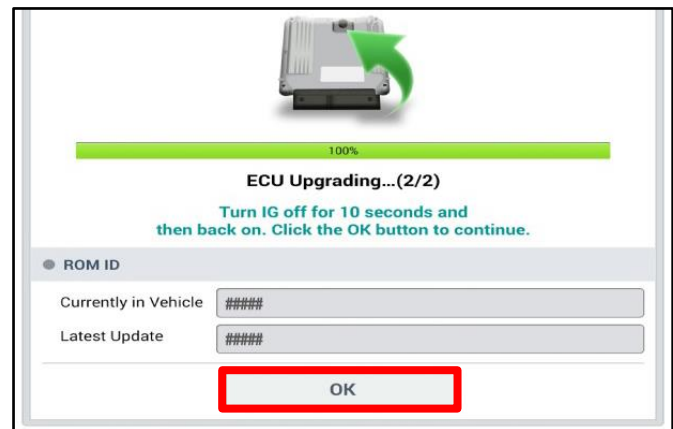 100%
ECU Upgrading...(2/2)
Turn IG off for 10 seconds and
then back on. Click the OK button to continue.
ROM ID
Currently in Vehicle #####
Latest Update #####
OK